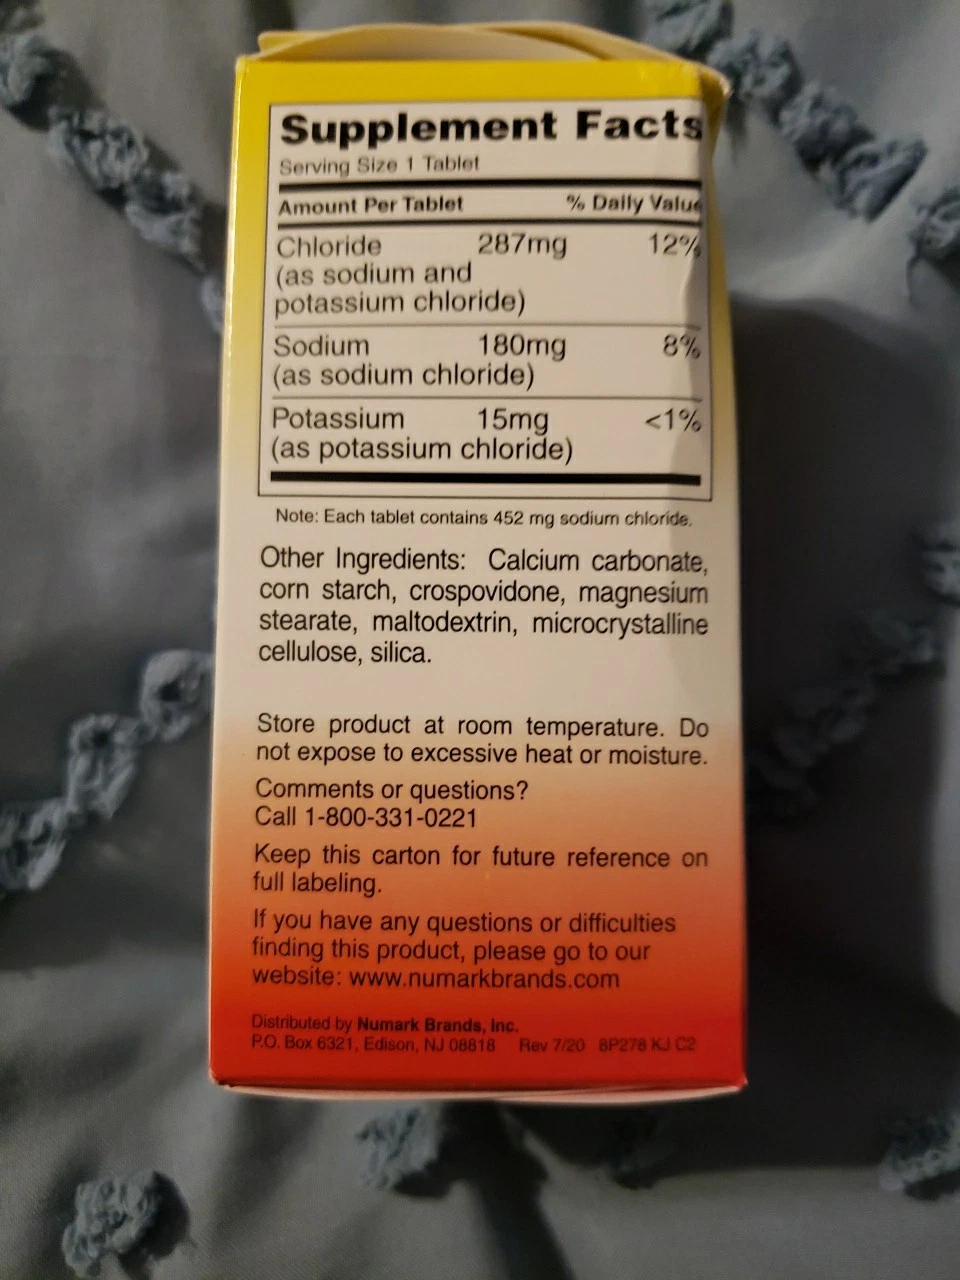 Supplement Facts
Serving Size 1 Tablet
Amount Per Tablet % Daily Value
Chloride 287mg 12%
(as sodium and
potassium chloride)
Sodium 180mg 8%
(as sodium chloride)
Potassium 15mg <1%
(as potassium chloride)
Note: Each tablet contains 452 mg sodium chloride.
Other Ingredients: Calcium carbonate,
corn starch, crospovidone, magnesium
stearate, maltodextrin, microcrystalline
cellulose, silica.
Store product at room temperature. Do
not expose to excessive heat or moisture.
Comments or questions?
Call 1-800-331-0221
Keep this carton for future reference on
full labeling.
If you have any questions or difficulties
finding this product, please go to our
website: www.numarkbrands.com
Distributed by Numark Brands, Inc.
P.O. Box 6321, Edison, NJ 08818 Rev 7/20 8P278 KJ C2